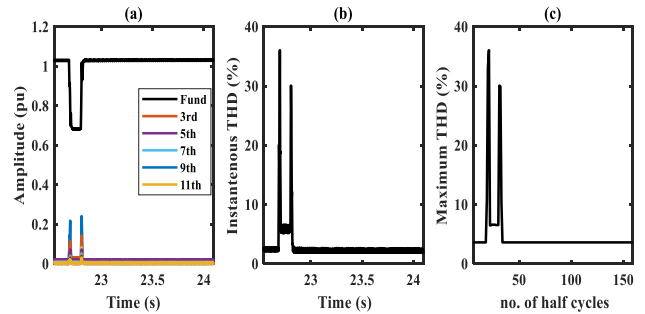 (a)
Amplitude (pu)
1.2
1
0.8
0.6
0.4
0.2
0
Fund
3rd
5th
7th
9th
11th
23
23.5
24
Time (s)
(b)
Instantenous THD (%)
40
30
20
10
0
23
23.5
24
Time (s)
(c)
Maximum THD (%)
40
30
20
10
0
50
100
150
no. of half cycles